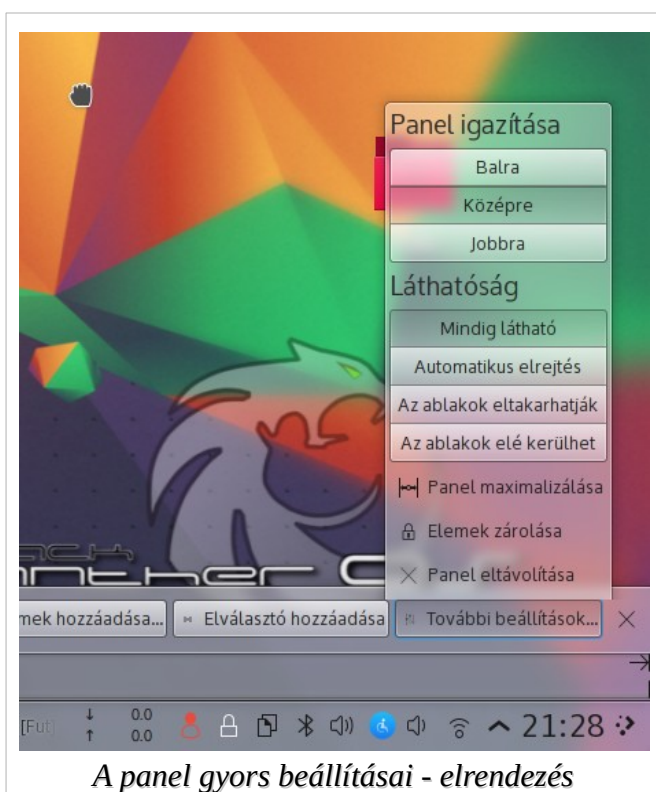 Panel igazítása
Balra
Középre
Jobbra
Láthatóság
Mindig látható
Automatikus elrejtés
Az ablakok eltakarhatják
Az ablakok elé kerülhet
Panel maximalizálása
Elemek zárolása
Panel eltávolítása
mek hozzáadása... Elválasztó hozzáadása További beállítások...
[Fut 0.0 0.0 21:28
A panel gyors beállításai - elrendezés